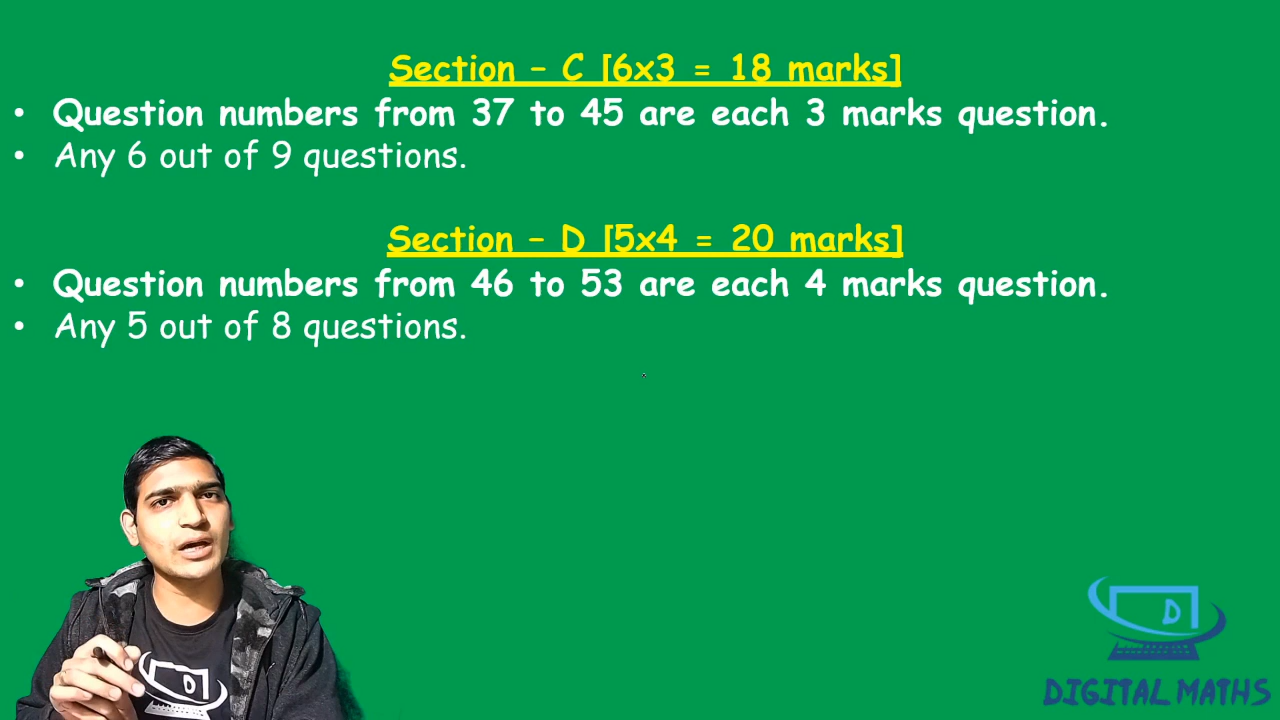 Section – C [6x3 = 18 marks]
• Question numbers from 37 to 45 are each 3 marks question.
• Any 6 out of 9 questions.
Section – D [5x4 = 20 marks]
• Question numbers from 46 to 53 are each 4 marks question.
• Any 5 out of 8 questions.
D
D
DIGITAL MATHS